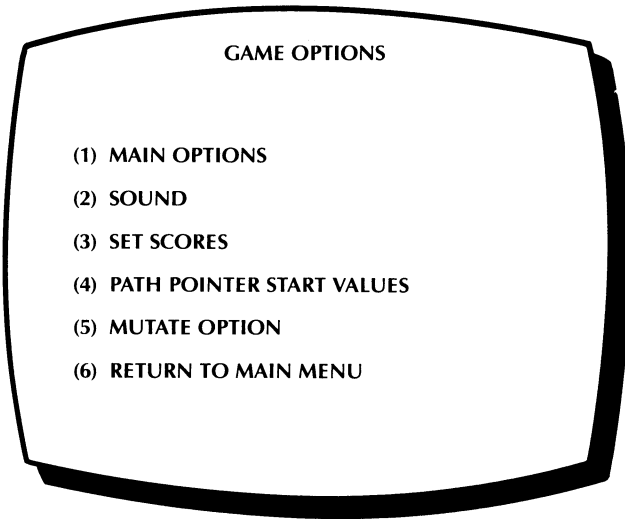 GAME OPTIONS
(1) MAIN OPTIONS
(2) SOUND
(3) SET SCORES
(4) PATH POINTER START VALUES
(5) MUTATE OPTION
(6) RETURN TO MAIN MENU